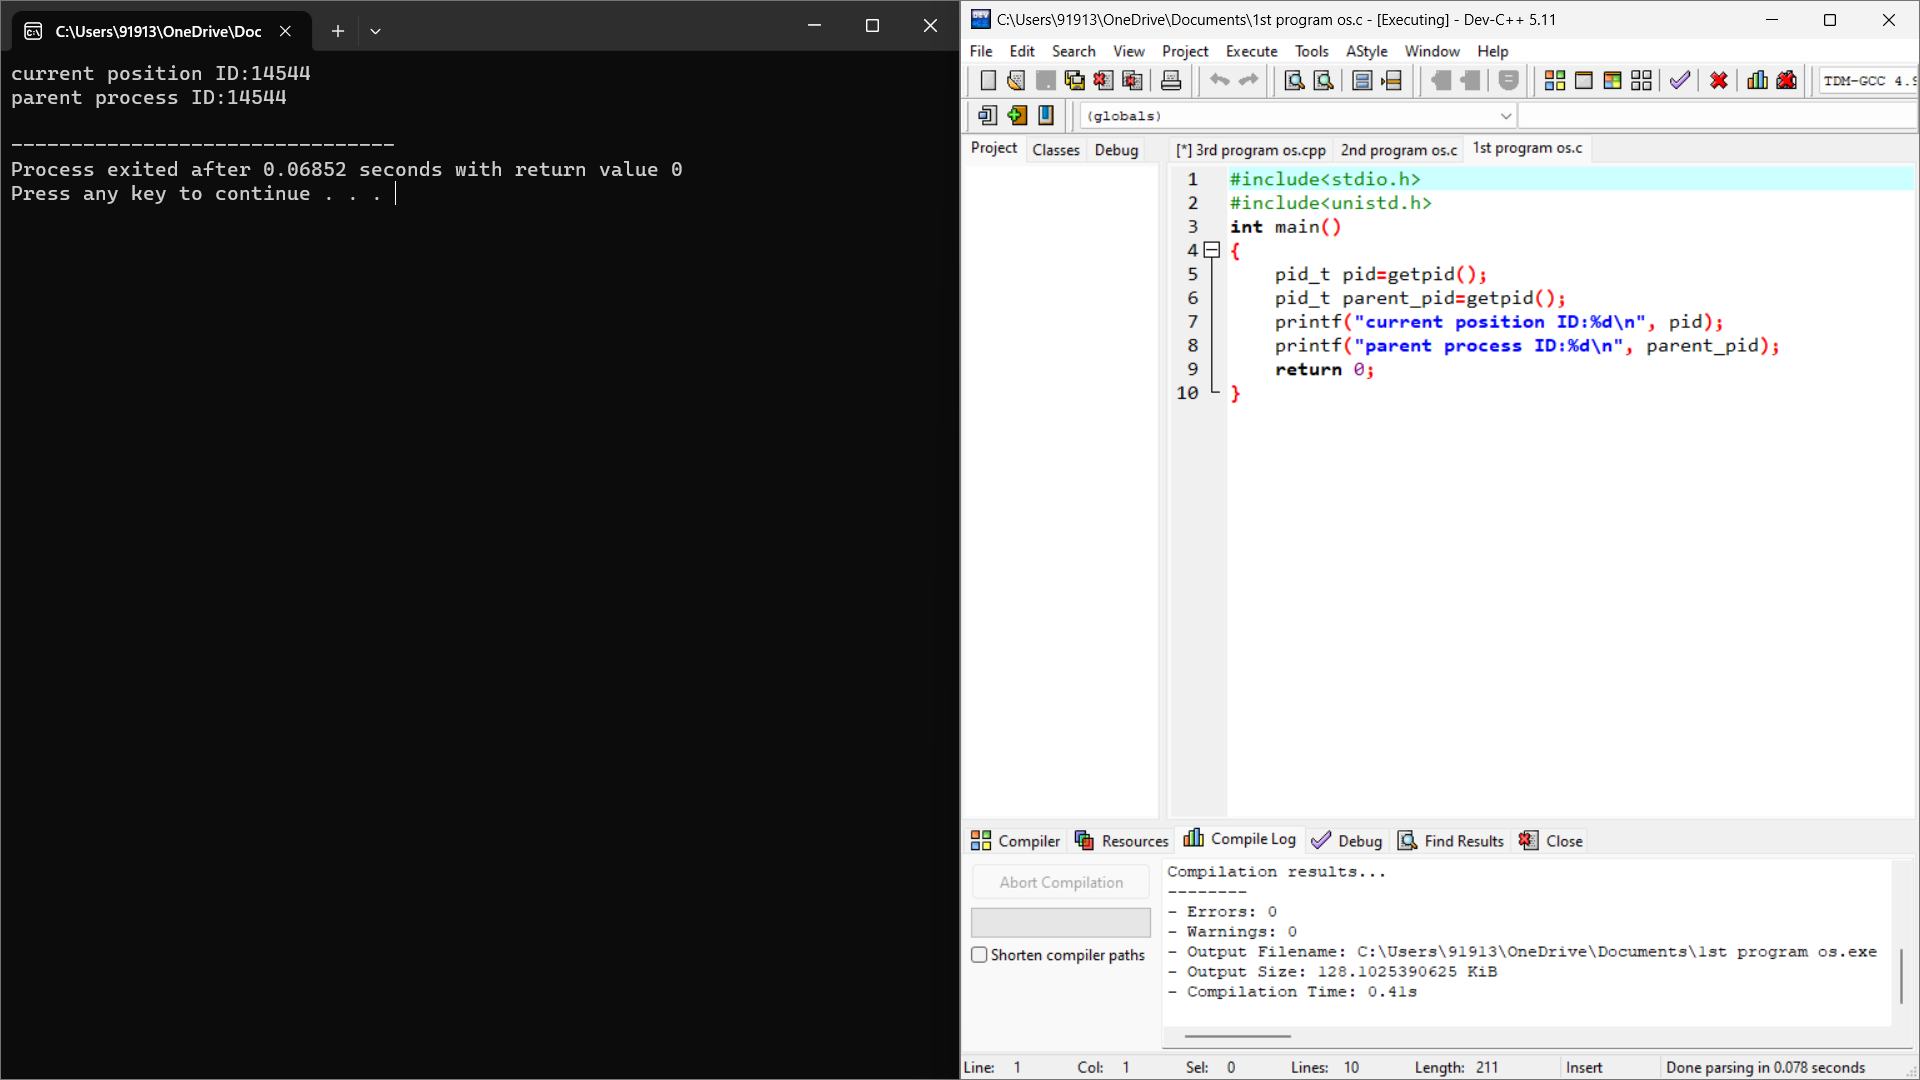 C:\Users\91913\OneDrive\Doc
current position ID:14544
parent process ID:14544
--------------------------------
Process exited after 0.06852 seconds with return value 0
Press any key to continue . . .
C:\Users\91913\OneDrive\Documents\1st program os.c - [Executing] - Dev-C++ 5.11
File Edit Search View Project Execute Tools AStyle Window Help
TDM-GCC 4.9
(globals)
Project Classes Debug
[*] 3rd program os.cpp 2nd program os.c 1st program os.c
1 #include<stdio.h>
2 #include<unistd.h>
3 int main()
4 {
5 pid_t pid=getpid();
6 pid_t parent_pid=getpid();
7 printf("current position ID:%d\n", pid);
8 printf("parent process ID:%d\n", parent_pid);
9 return 0;
10 }
Compiler Resources Compile Log Debug Find Results Close
Abort Compilation
Shorten compiler paths
Compilation results...
--------
- Errors: 0
- Warnings: 0
- Output Filename: C:\Users\91913\OneDrive\Documents\1st program os.exe
- Output Size: 128.1025390625 KiB
- Compilation Time: 0.41s
Line: 1 Col: 1 Sel: 0 Lines: 10 Length: 211 Insert Done parsing in 0.078 seconds